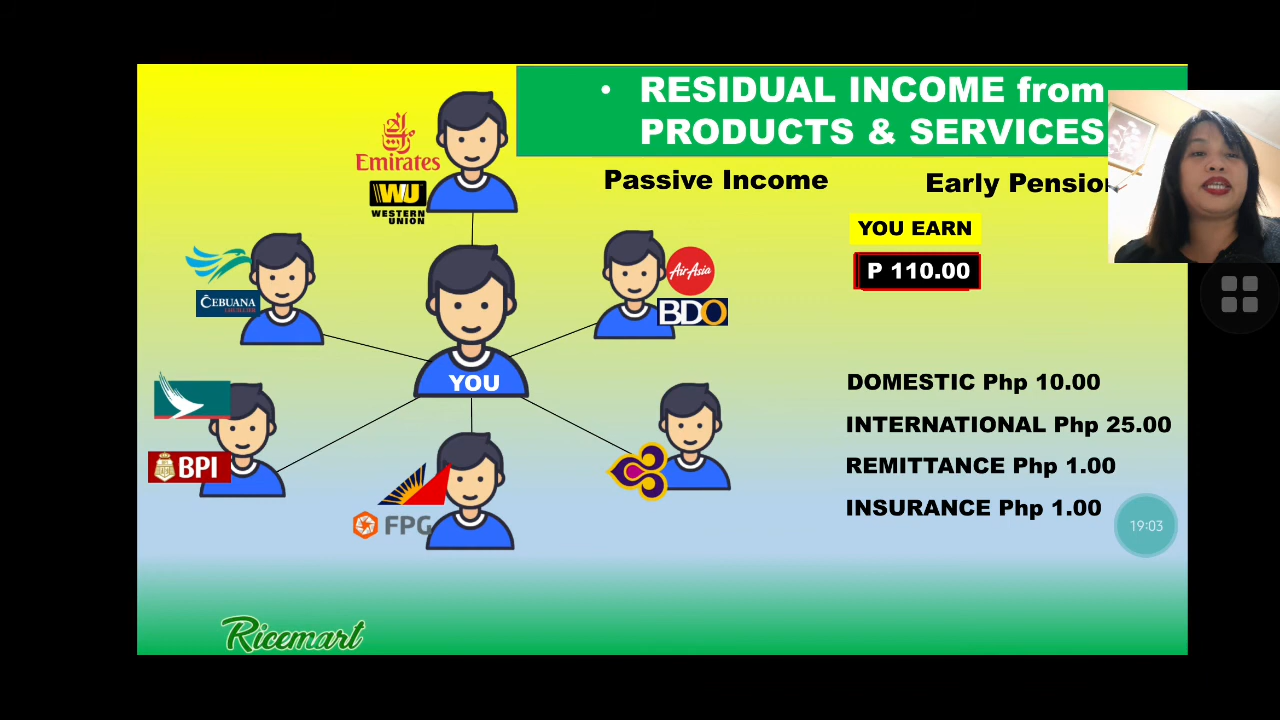 • RESIDUAL INCOME from
PRODUCTS & SERVICES
Passive Income
Early Pension
YOU EARN
P 110.00
Emirates
WU
WESTERN
UNION
CEBUANA
AirAsia
BDO
YOU
BPI
FPG
DOMESTIC Php 10.00
INTERNATIONAL Php 25.00
REMITTANCE Php 1.00
INSURANCE Php 1.00
19:03
Ricemart